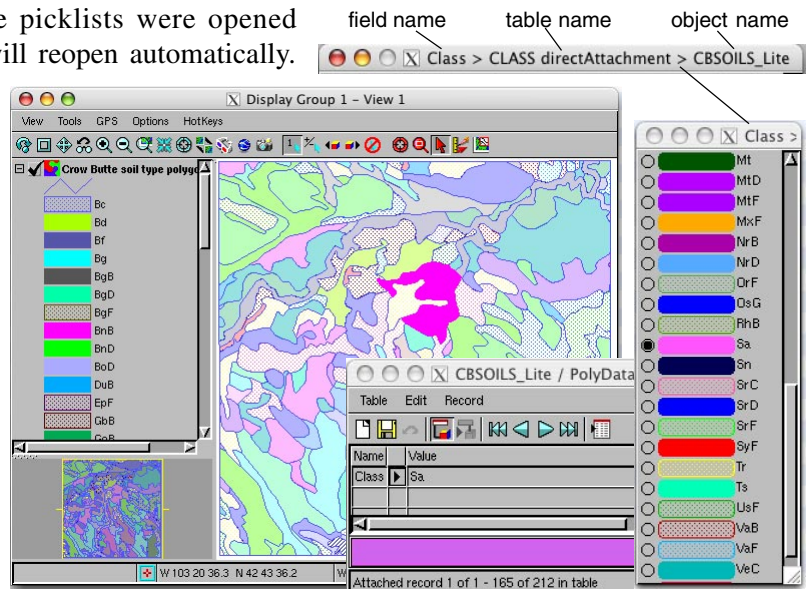 e picklists were opened
vill reopen automatically.
field name table name object name
X Class > CLASS directAttachment > CBSOILS_Lite
X Display Group 1 - View 1
View Tools GPS Options HotKeys
Crow Butte soil type polygo
Bc
Bd
Bf
Bg
BgB
BgD
BgF
BnB
BnD
BoD
DuB
EpF
GbB
GoB
W 103 20 36.3 N 42 43 36.2 W
X CBSOILS_Lite / PolyData
Table Edit Record
Name Value
Class Sa
Attached record 1 of 1 - 165 of 212 in table
X Class >
Mt
MtD
MtF
MxF
NrB
NrD
OrF
OsG
RhB
Sa
Sn
SrC
SrD
SrF
SyF
Tr
Ts
UsF
VaB
VaF
VeC